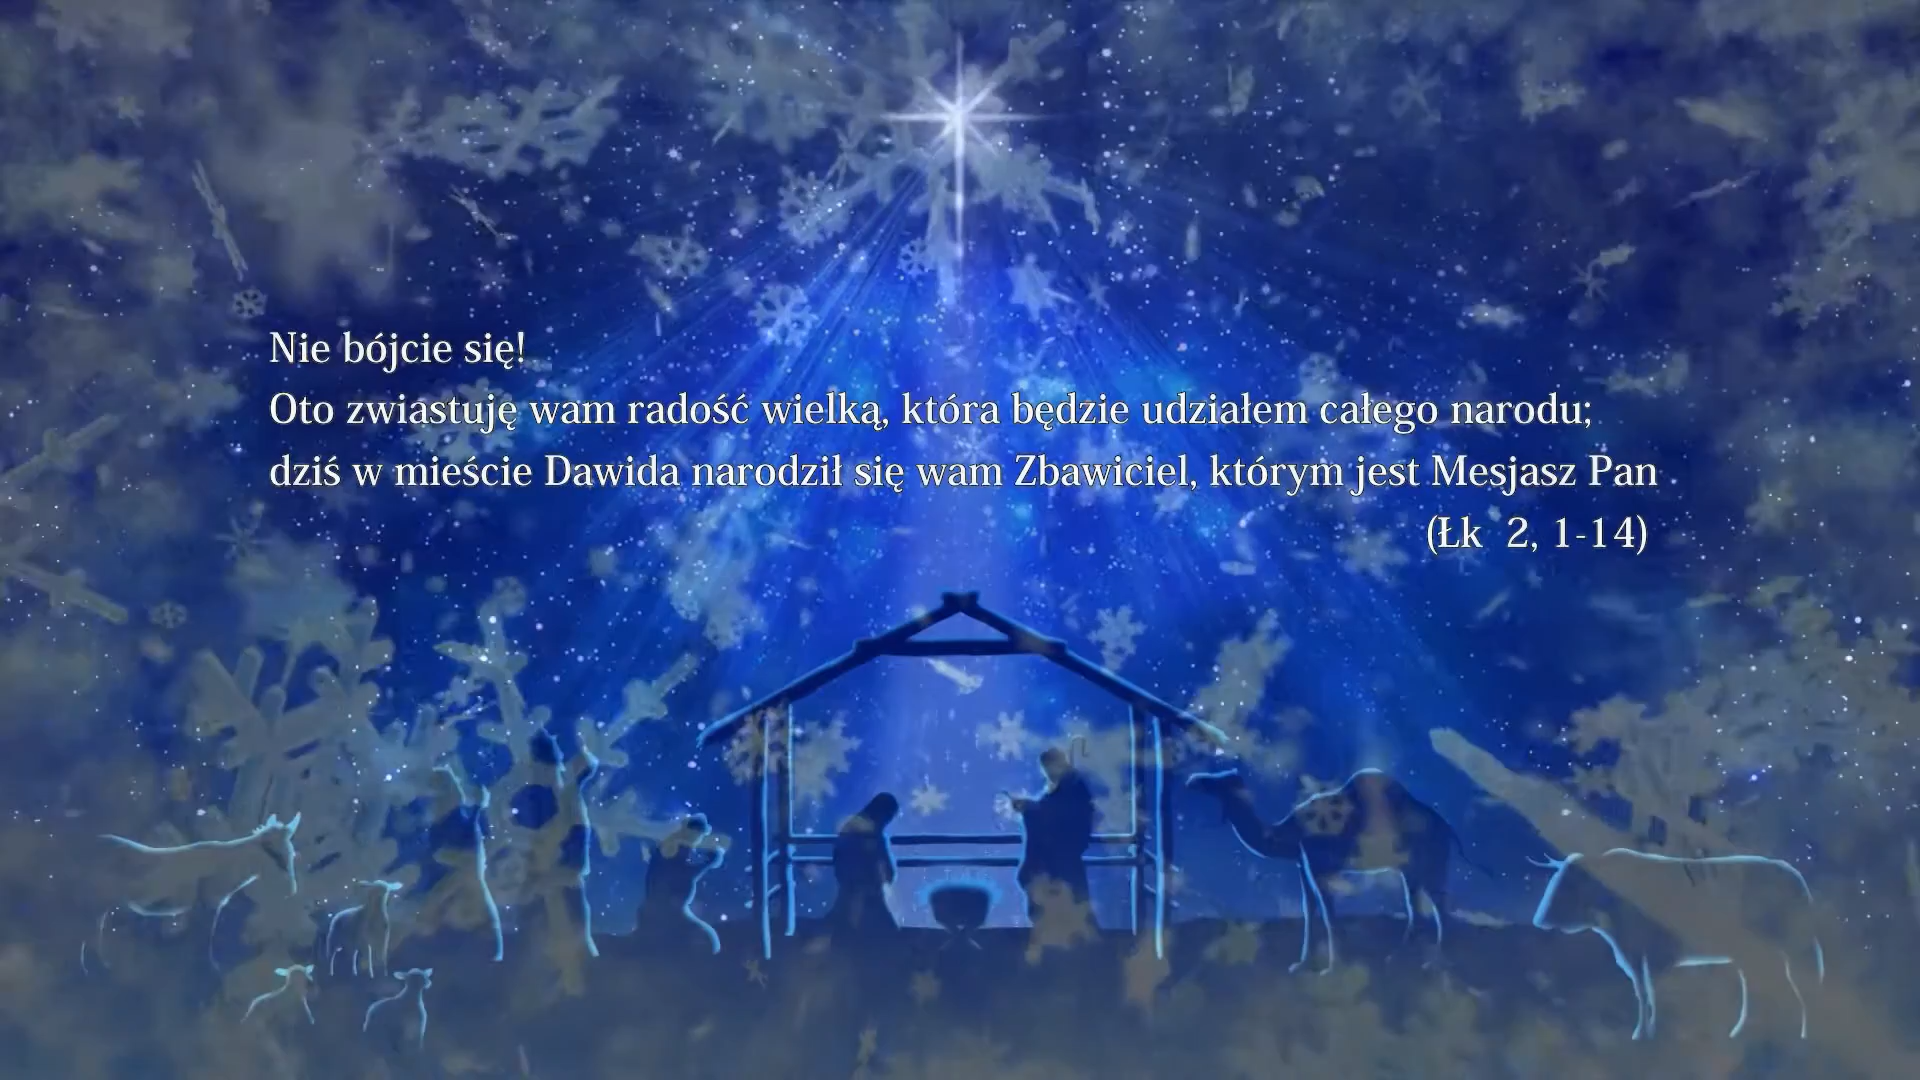 Nie bójcie się!
Oto zwiastuję wam radość wielką, która będzie udziałem całego narodu;
dziś w mieście Dawida narodził się wam Zbawiciel, którym jest Mesjasz Pan .
(Łk 2, 1-14)